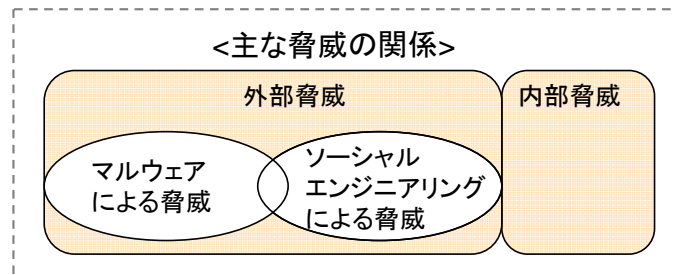 <主な脅威の関係>
外部脅威
内部脅威
マルウェア
による脅威
ソーシャル
エンジニアリング
による脅威